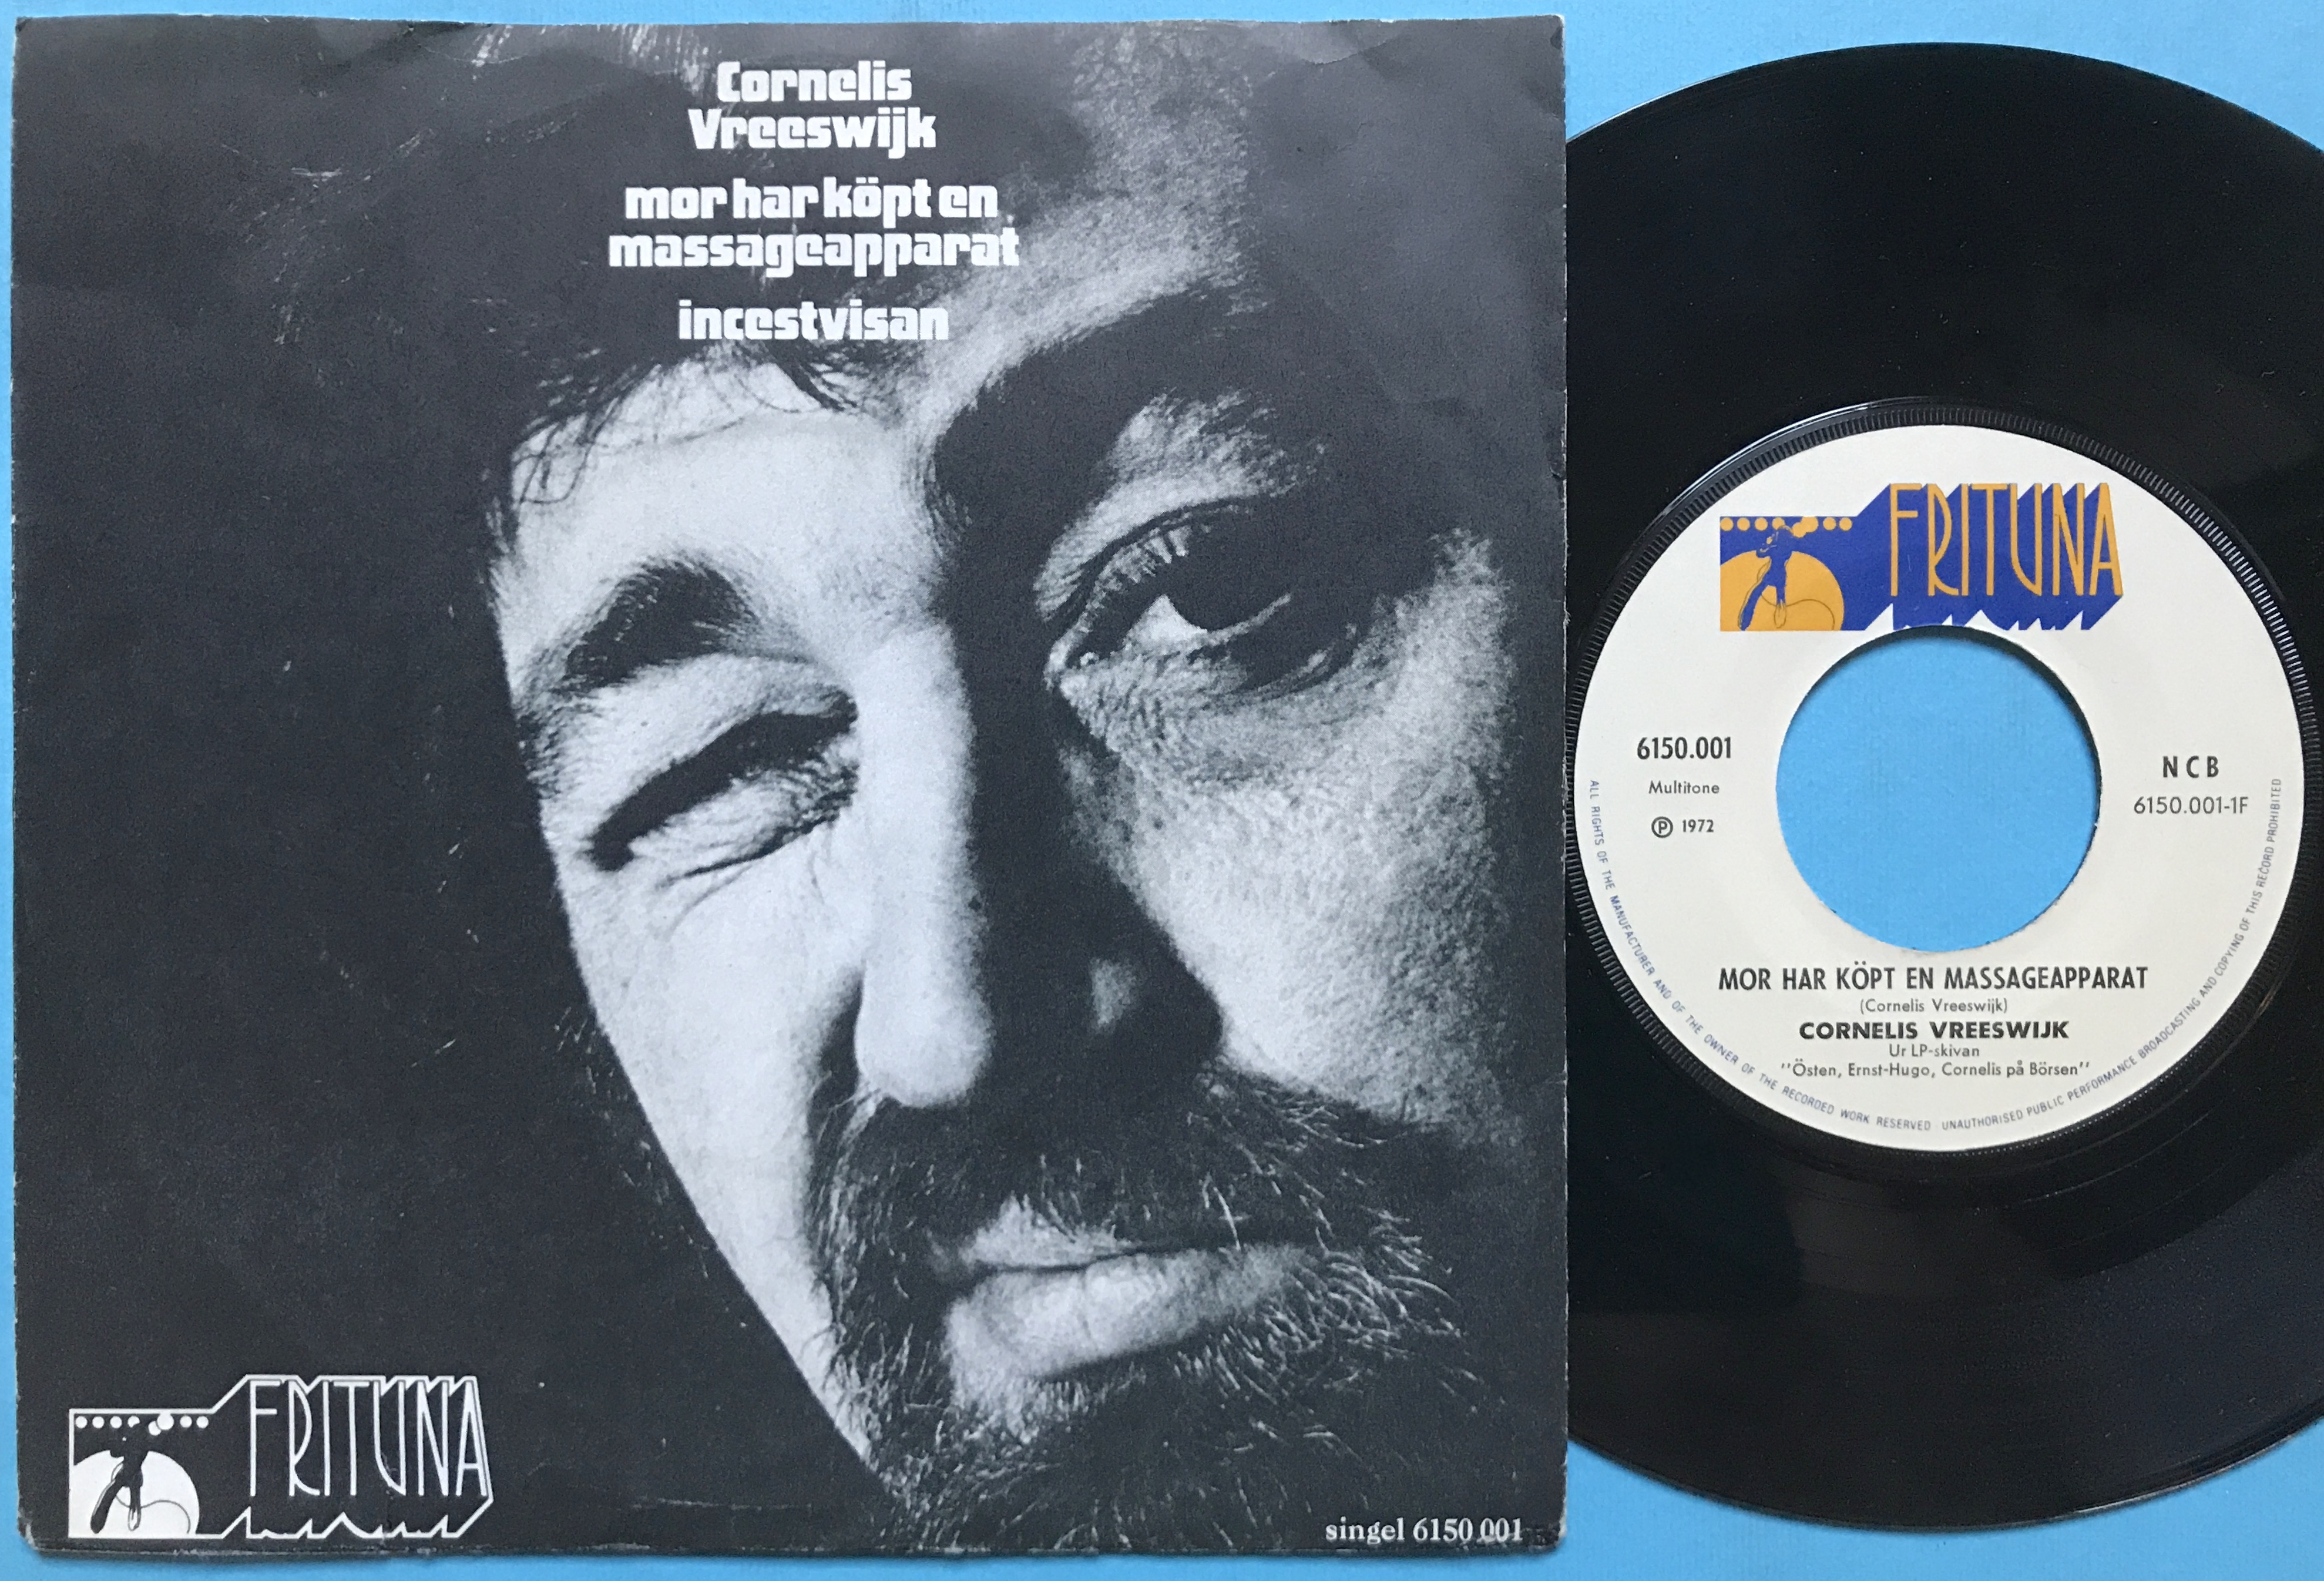 Cornelis
Vreeswijk
mor har köpt en
massageapparat
incestvisan
FRITUNA
singel 6150 001
FRITUNA
6150.001
Multitone
Ⓟ 1972
NCB
6150.001-1F
MOR HAR KÖPT EN MASSAGEAPPARAT
(Cornelis Vreeswijk)
CORNELIS VREESWIJK
Ur LP-skivan
''Östen, Ernst-Hugo, Cornelis på Börsen''
ALL RIGHTS OF THE MANUFACTURER AND OF THE OWNER OF THE RECORDED WORK RESERVED UNAUTHORISED PUBLIC PERFORMANCE BROADCASTING AND COPYING OF THIS RECORD PROHIBITED